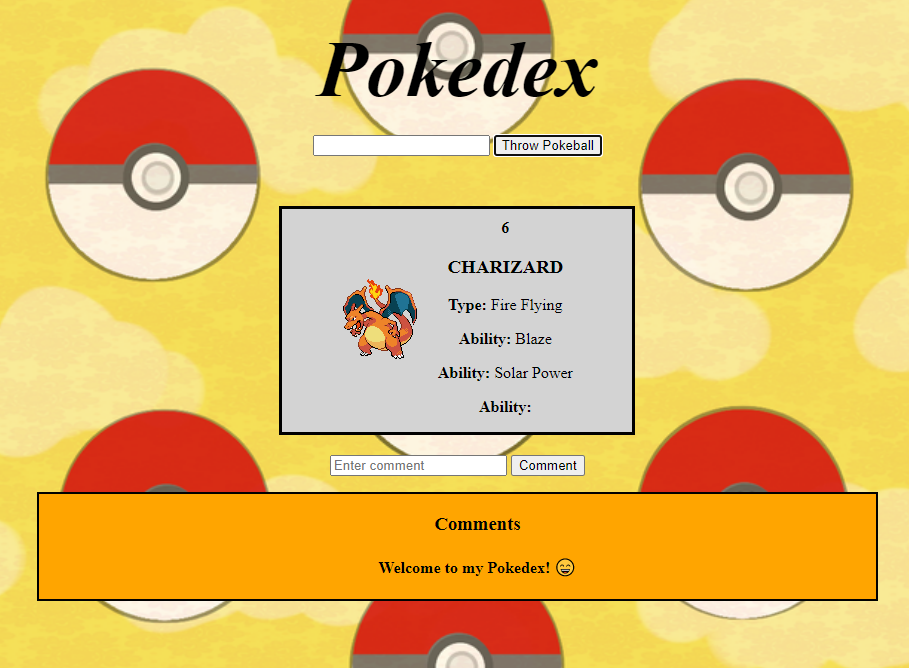 Pokedex
Throw Pokeball
6
CHARIZARD
Type: Fire Flying
Ability: Blaze
Ability: Solar Power
Ability:
Enter comment Comment
Comments
Welcome to my Pokedex! 😄